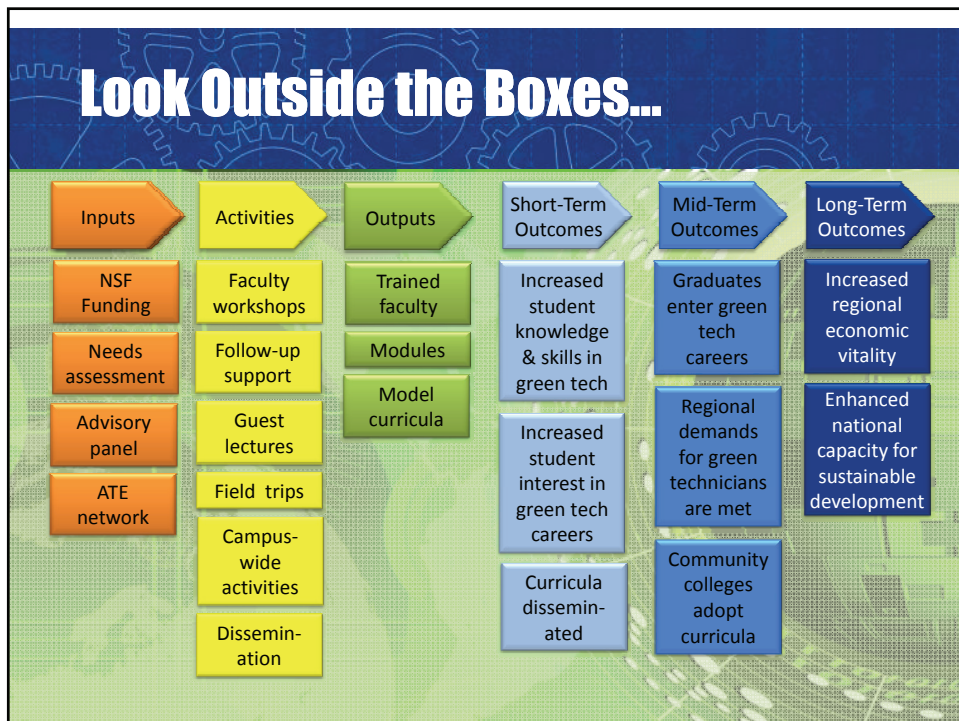 Look Outside the Boxes...
Inputs
Activities
Outputs
Short-Term
Outcomes
Mid-Term
Outcomes
Long-Term
Outcomes
NSF
Funding
Needs
assessment
Advisory
panel
ATE
network
Faculty
workshops
Follow-up
support
Guest
lectures
Field trips
Campus-
wide
activities
Dissemin-
ation
Trained
faculty
Modules
Model
curricula
Increased
student
knowledge
& skills in
green tech
Increased
student
interest in
green tech
careers
Curricula
dissemin-
ated
Graduates
enter green
tech
careers
Regional
demands
for green
technicians
are met
Community
colleges
adopt
curricula
Increased
regional
economic
vitality
Enhanced
national
capacity for
sustainable
development